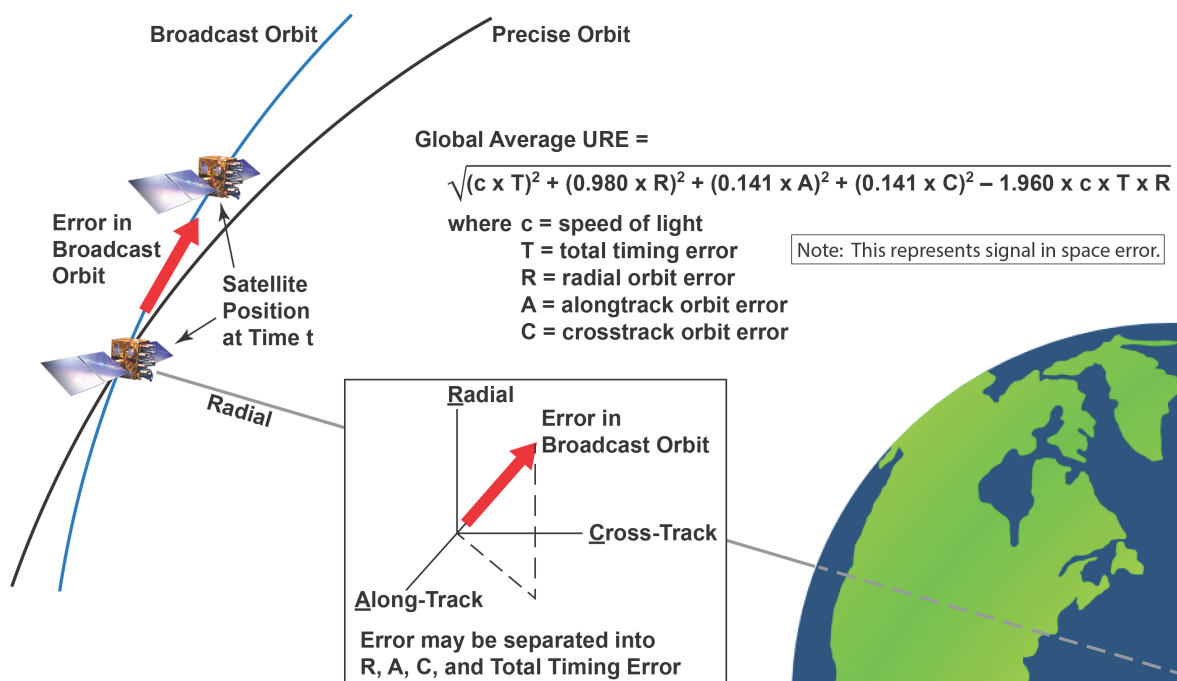 Broadcast Orbit
Precise Orbit
Global Average URE =
√(c x T)² + (0.980 x R)² + (0.141 x A)² + (0.141 x C)² – 1.960 x c x T x R
where c = speed of light
T = total timing error
R = radial orbit error
A = alongtrack orbit error
C = crosstrack orbit error
Note: This represents signal in space error.
Error in
Broadcast
Orbit
Satellite
Position
at Time t
Radial
Radial
Error in
Broadcast Orbit
Cross-Track
Along-Track
Error may be separated into
R, A, C, and Total Timing Error